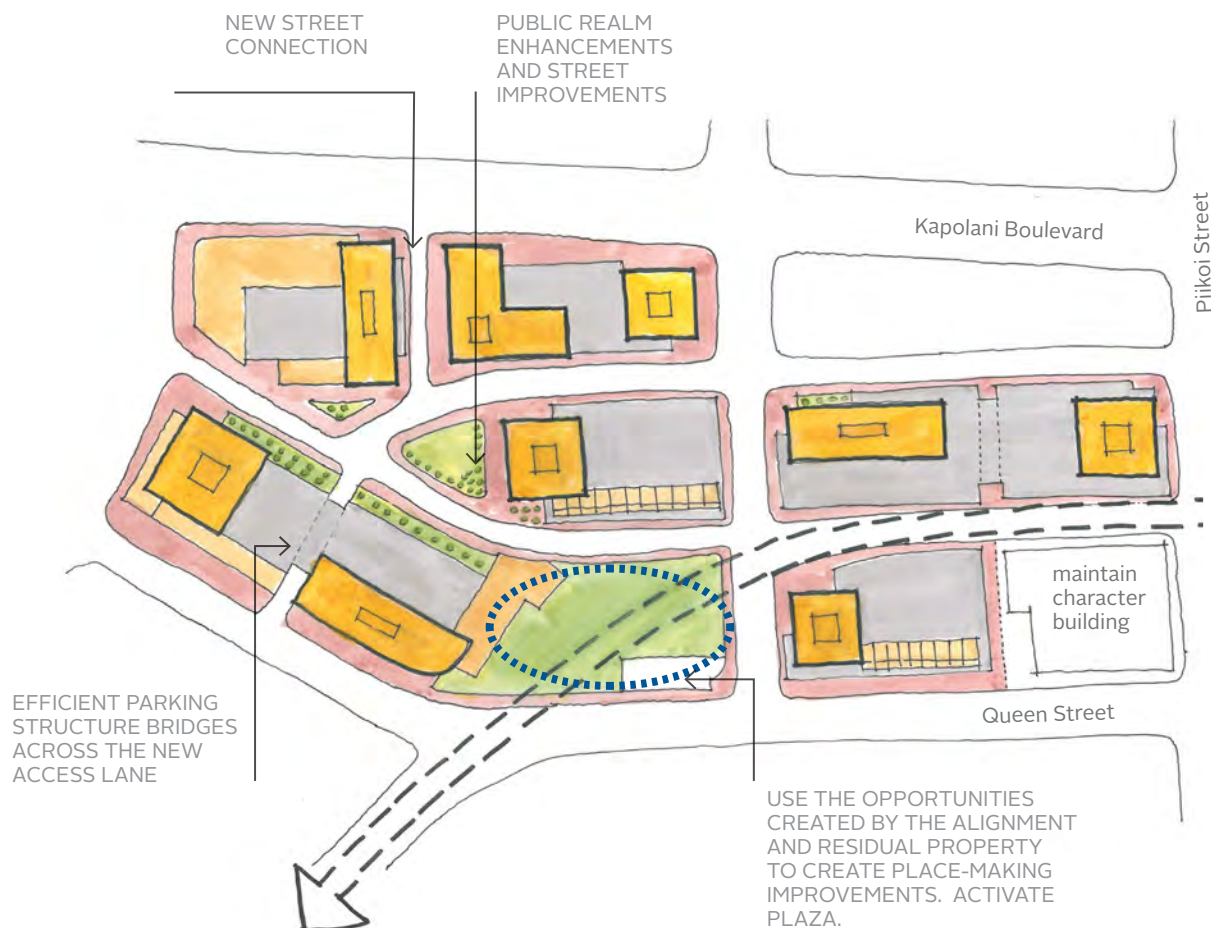 NEW STREET
CONNECTION
PUBLIC REALM
ENHANCEMENTS
AND STREET
IMPROVEMENTS
Kapolani Boulevard
Piikoi Street
maintain
character
building
Queen Street
EFFICIENT PARKING
STRUCTURE BRIDGES
ACROSS THE NEW
ACCESS LANE
USE THE OPPORTUNITIES
CREATED BY THE ALIGNMENT
AND RESIDUAL PROPERTY
TO CREATE PLACE-MAKING
IMPROVEMENTS. ACTIVATE
PLAZA.